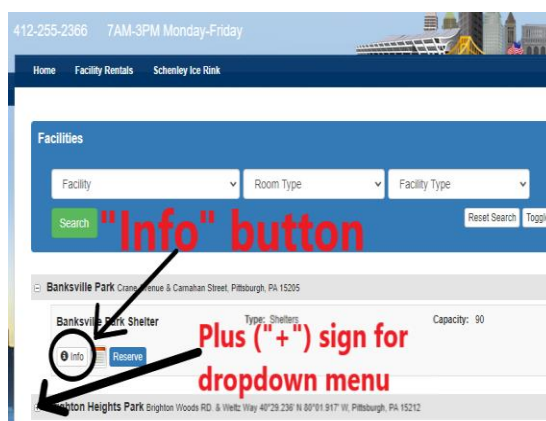 412-255-2366 7AM-3PM Monday-Friday
Home Facility Rentals Schenley Ice Rink
Facilities
Facility Room Type Facility Type
Search Reset Search
"Info" button
Banksville Park Crane Avenue & Carnahan Street, Pittsburgh, PA 15205
Banksville Park Shelter Type: Shelters Capacity: 90
Info Reserve
Plus ("+") sign for
dropdown menu
Heights Park Brighton Woods RD. & Weltz Way 40°29.236' N 80°01.917' W, Pittsburgh, PA 15212